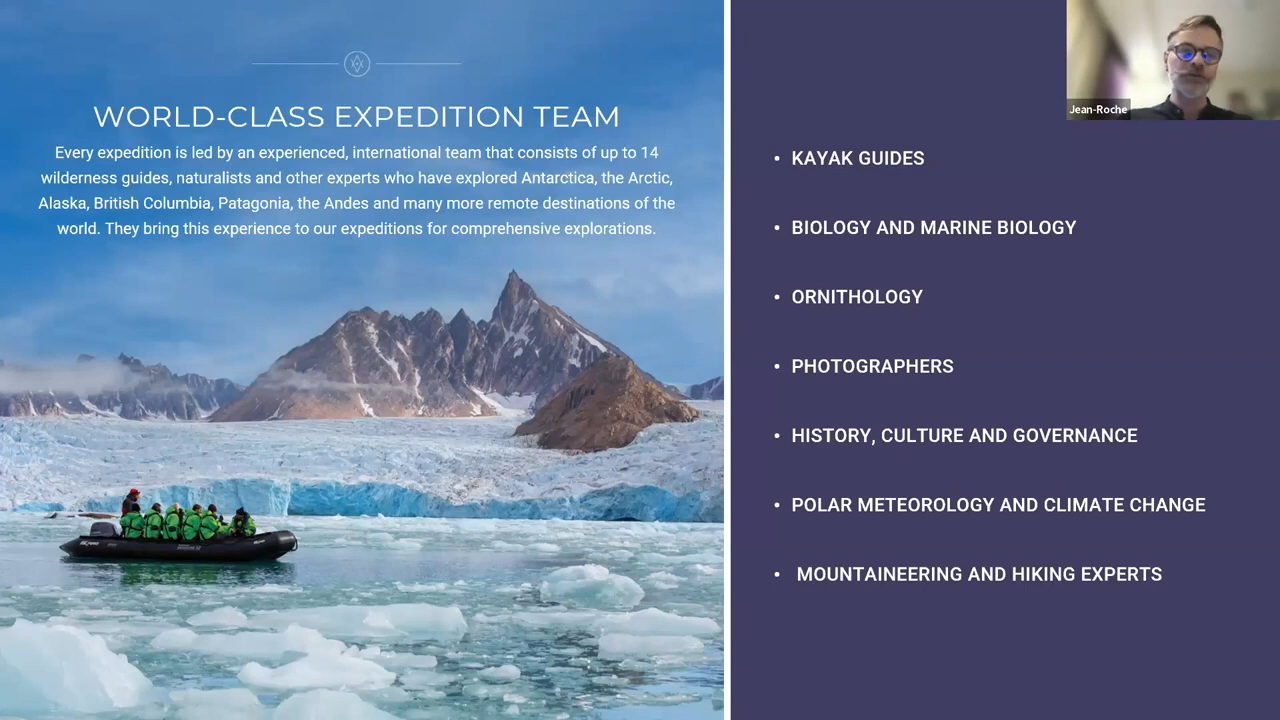 WORLD-CLASS EXPEDITION TEAM
Every expedition is led by an experienced, international team that consists of up to 14
wilderness guides, naturalists and other experts who have explored Antarctica, the Arctic,
Alaska, British Columbia, Patagonia, the Andes and many more remote destinations of the
world. They bring this experience to our expeditions for comprehensive explorations.
Jean-Roche
• KAYAK GUIDES
• BIOLOGY AND MARINE BIOLOGY
• ORNITHOLOGY
• PHOTOGRAPHERS
• HISTORY, CULTURE AND GOVERNANCE
• POLAR METEOROLOGY AND CLIMATE CHANGE
• MOUNTAINEERING AND HIKING EXPERTS